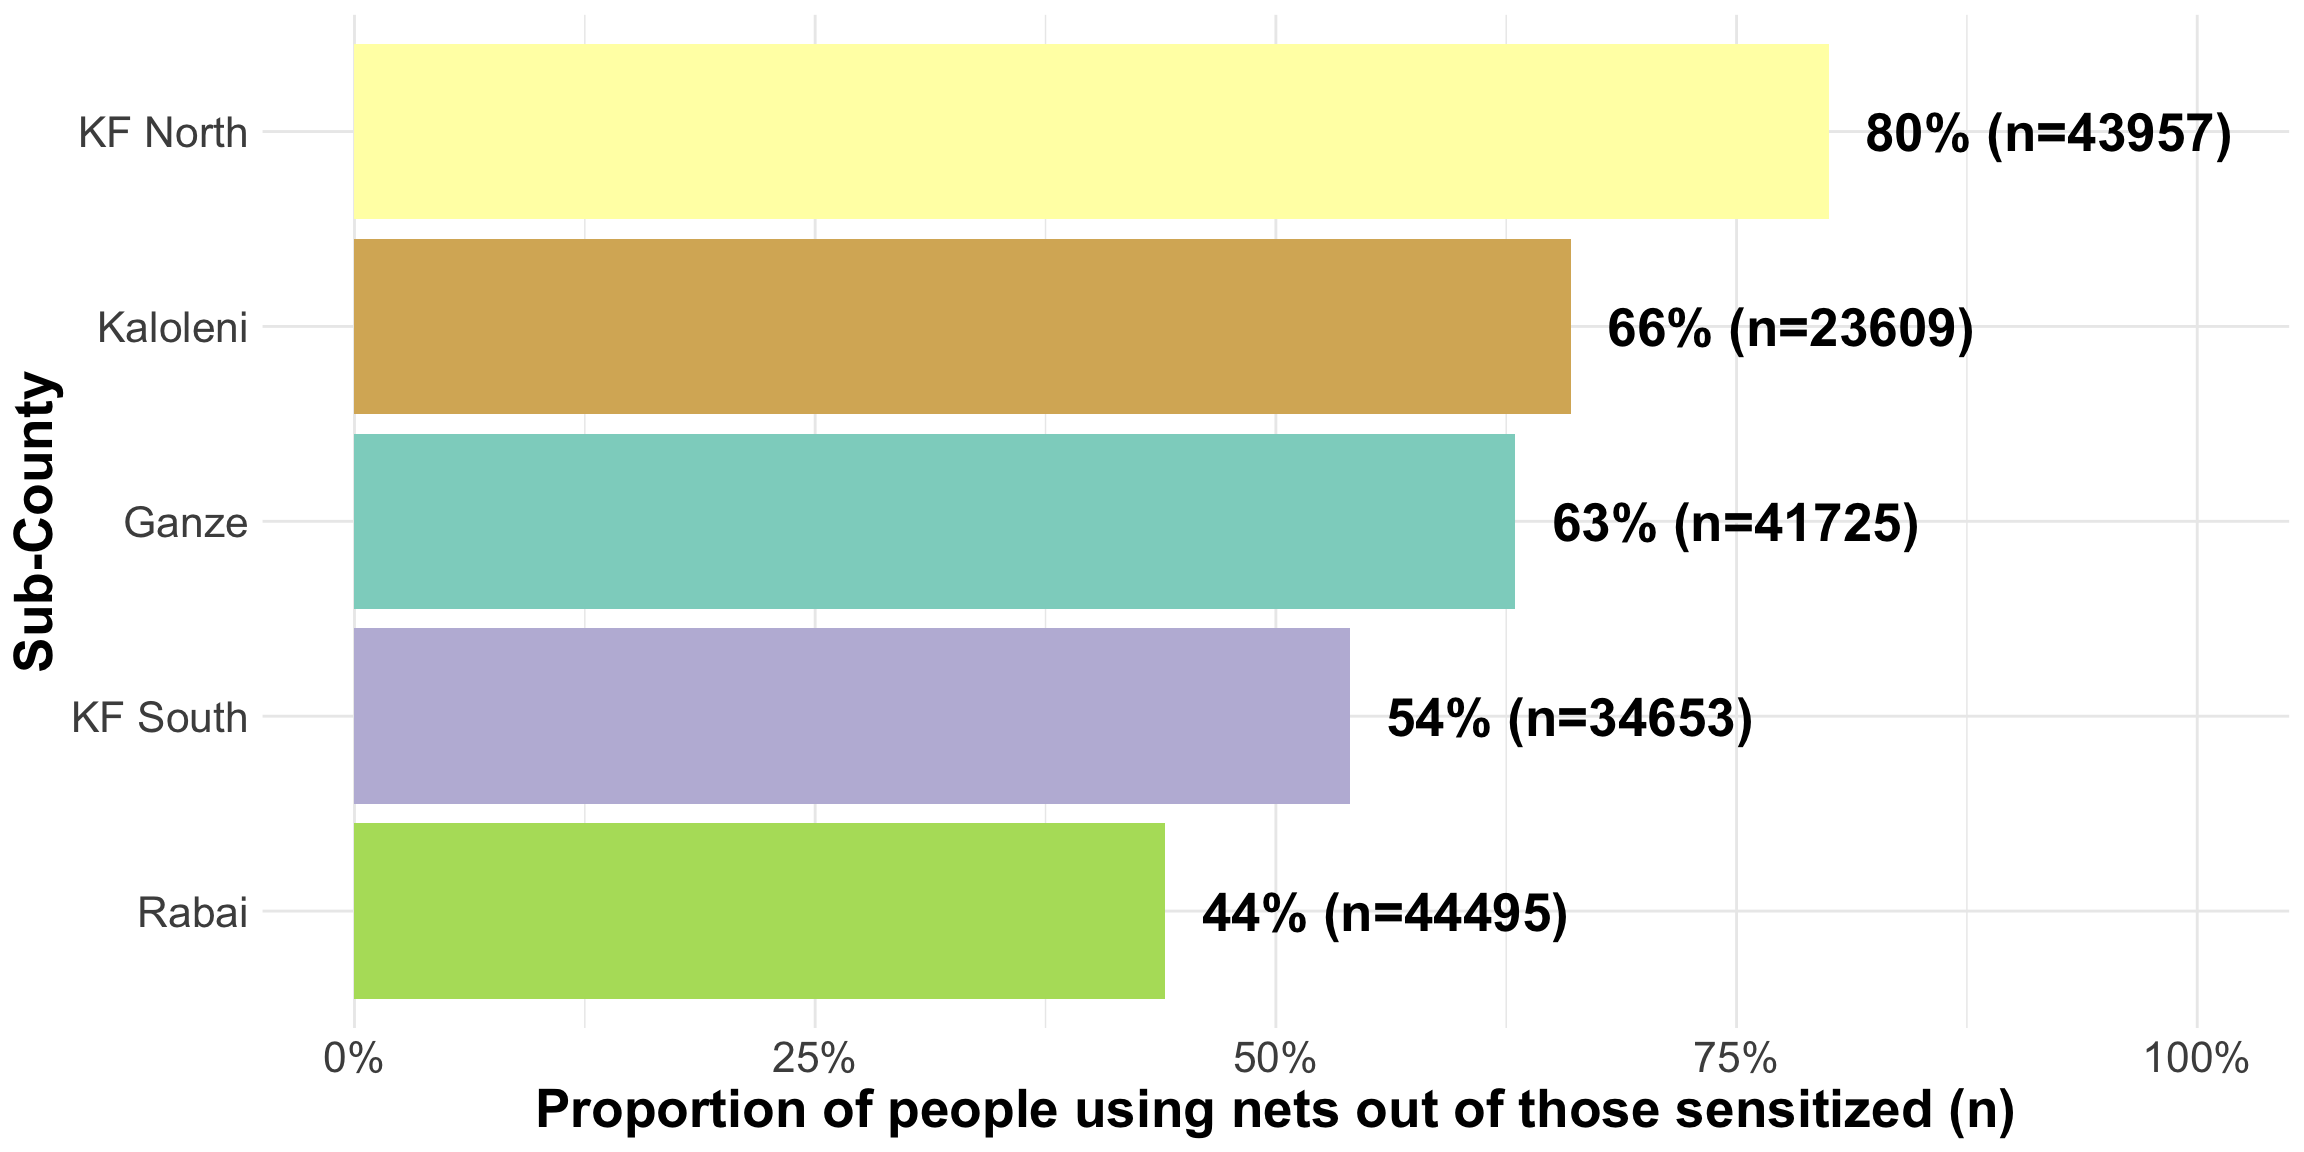 KF North
80% (n=43957)
Kaloleni
66% (n=23609)
Ganze
63% (n=41725)
KF South
54% (n=34653)
Rabai
44% (n=44495)
Sub-County
0%
25%
50%
75%
100%
Proportion of people using nets out of those sensitized (n)